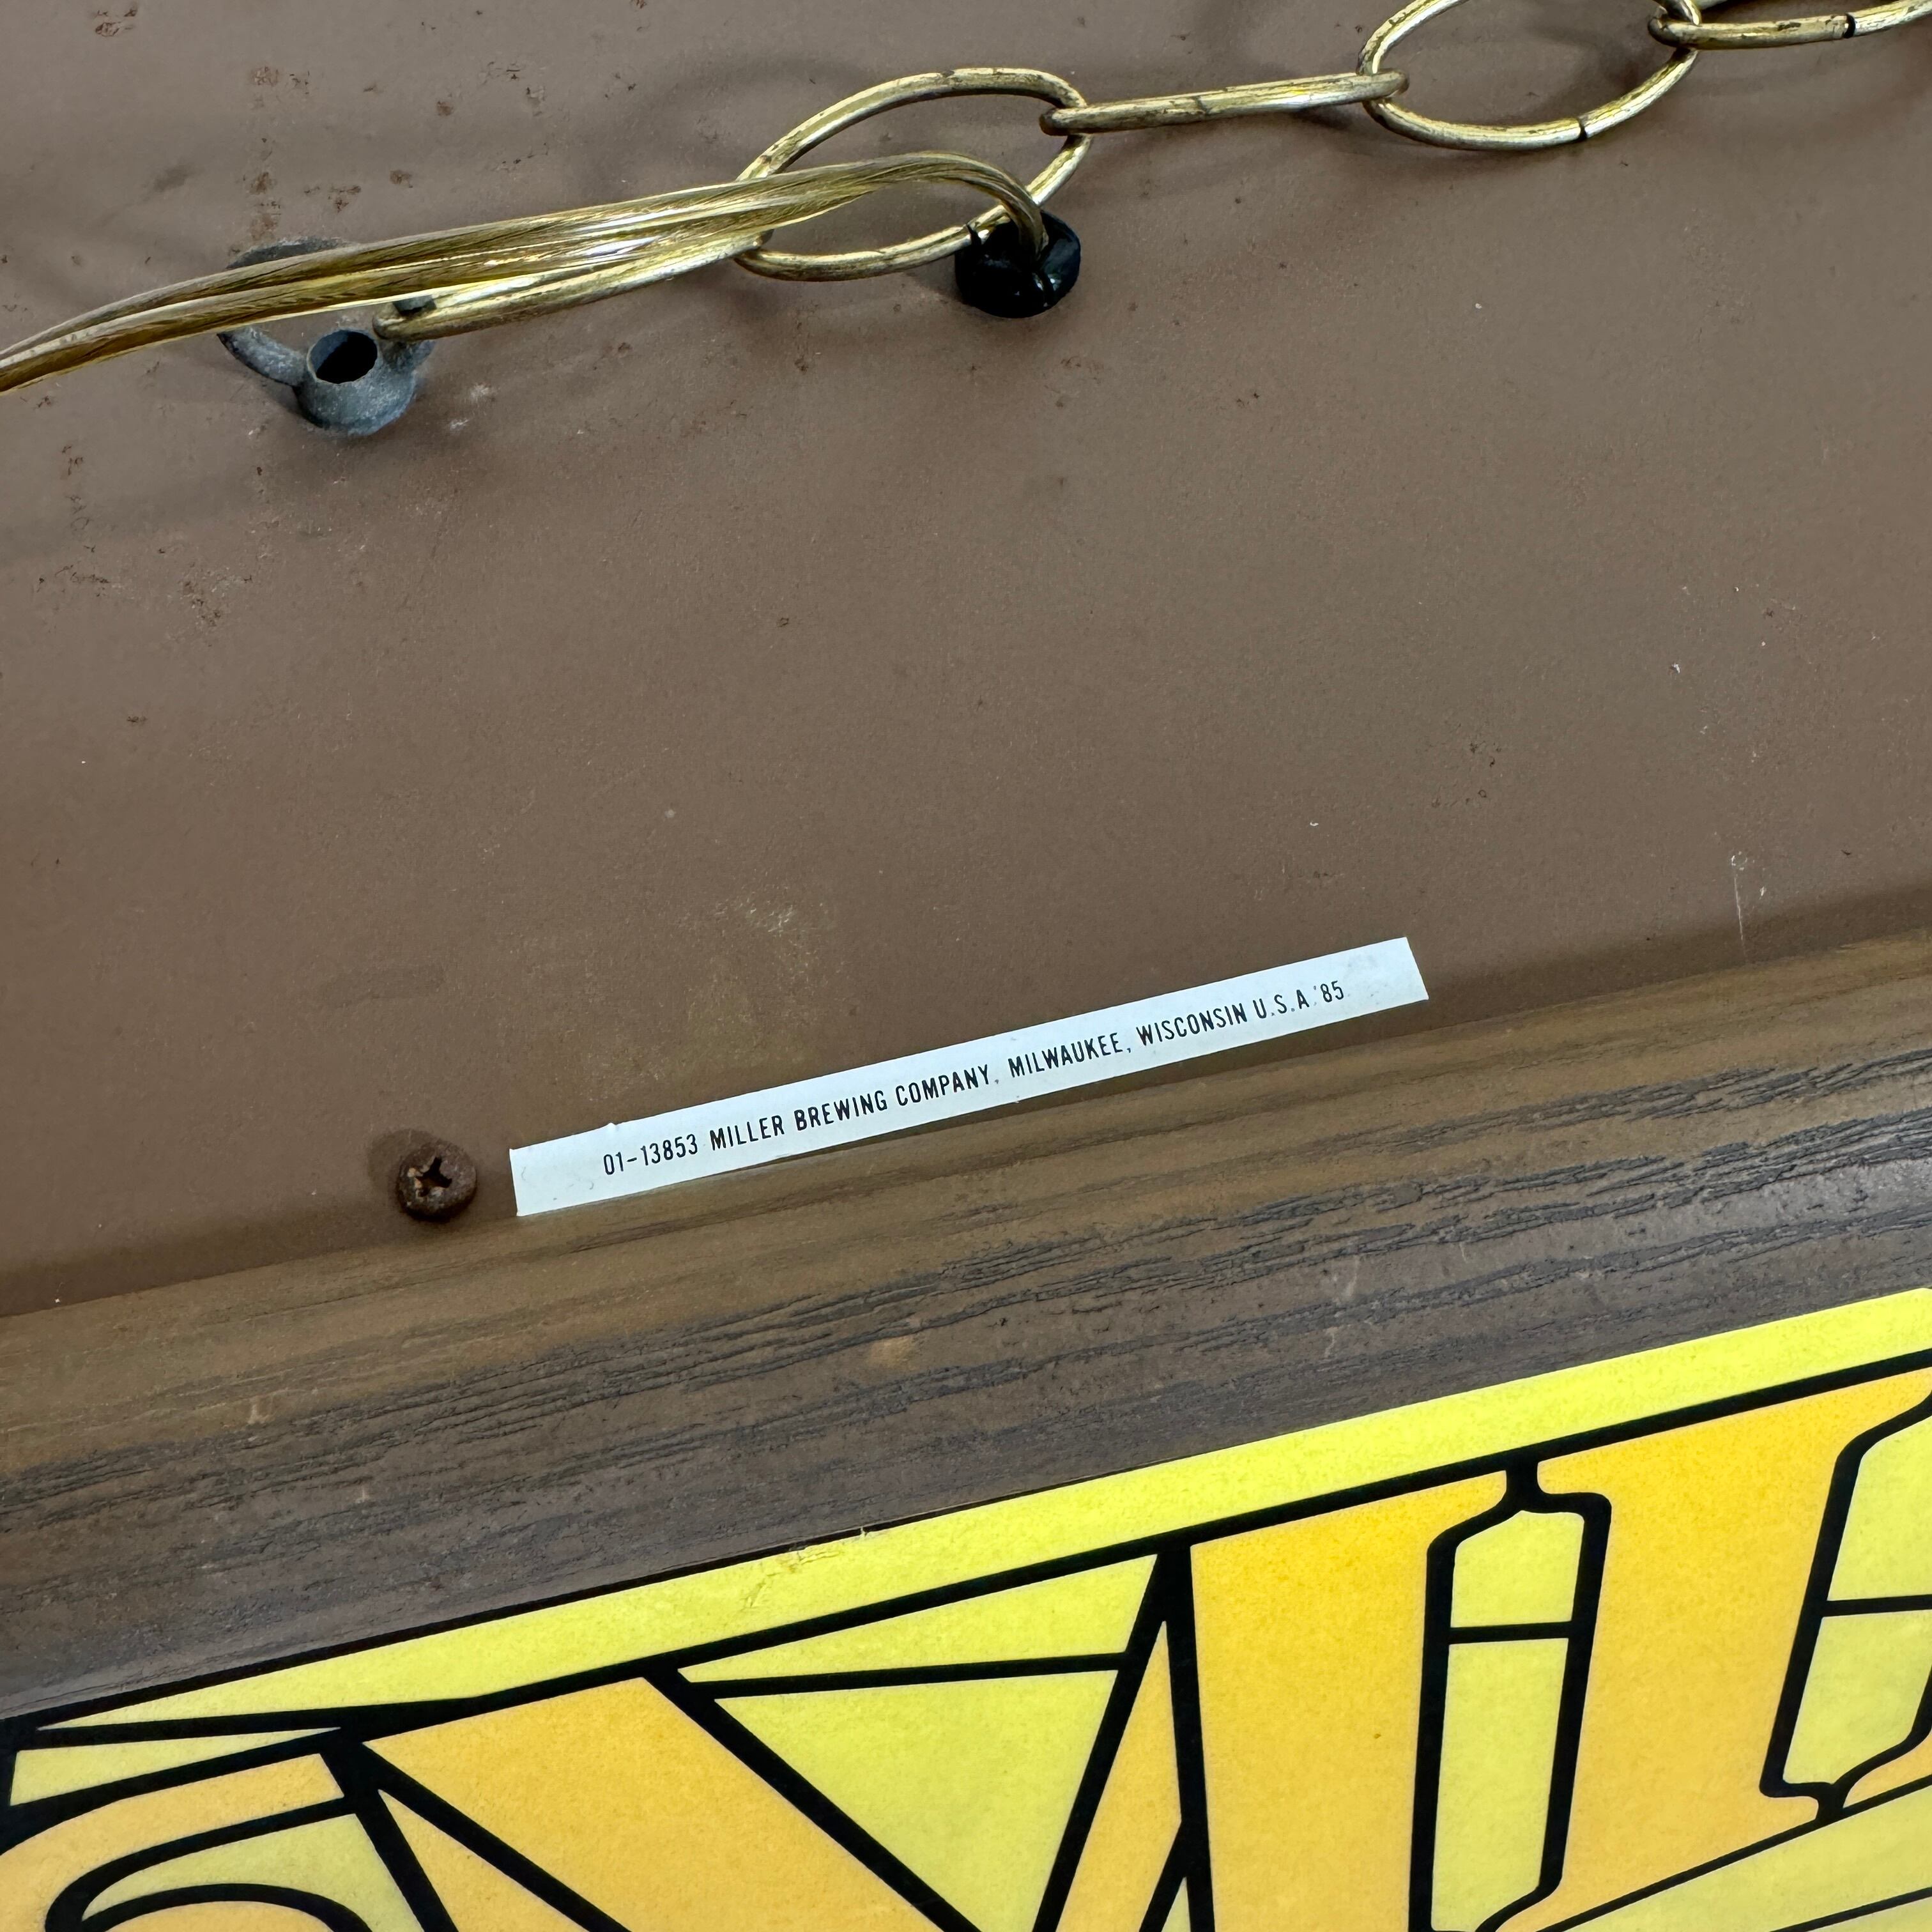 01-13853 MILLER BREWING COMPANY, MILWAUKEE, WISCONSIN U.S.A '85